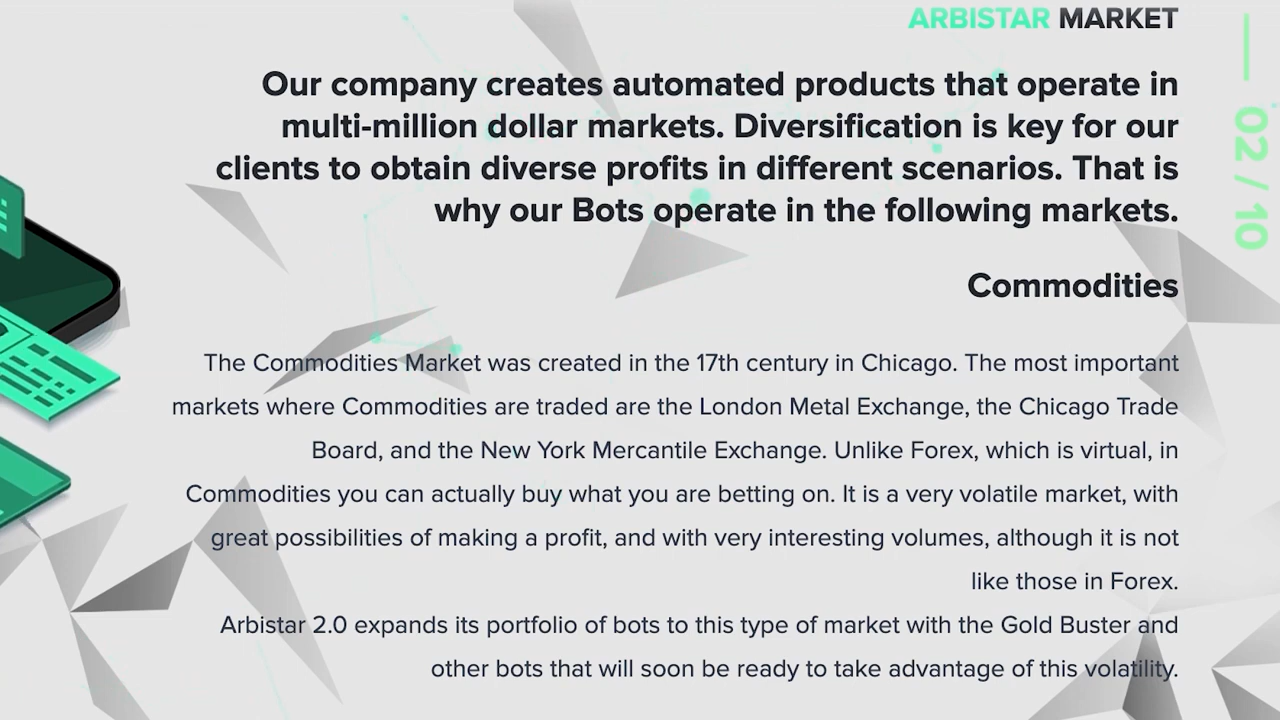 ARBISTAR MARKET
Our company creates automated products that operate in
multi-million dollar markets. Diversification is key for our
clients to obtain diverse profits in different scenarios. That is
why our Bots operate in the following markets.
Commodities
The Commodities Market was created in the 17th century in Chicago. The most important
markets where Commodities are traded are the London Metal Exchange, the Chicago Trade
Board, and the New York Mercantile Exchange. Unlike Forex, which is virtual, in
Commodities you can actually buy what you are betting on. It is a very volatile market, with
great possibilities of making a profit, and with very interesting volumes, although it is not
like those in Forex.
Arbistar 2.0 expands its portfolio of bots to this type of market with the Gold Buster and
other bots that will soon be ready to take advantage of this volatility.
02 / 10